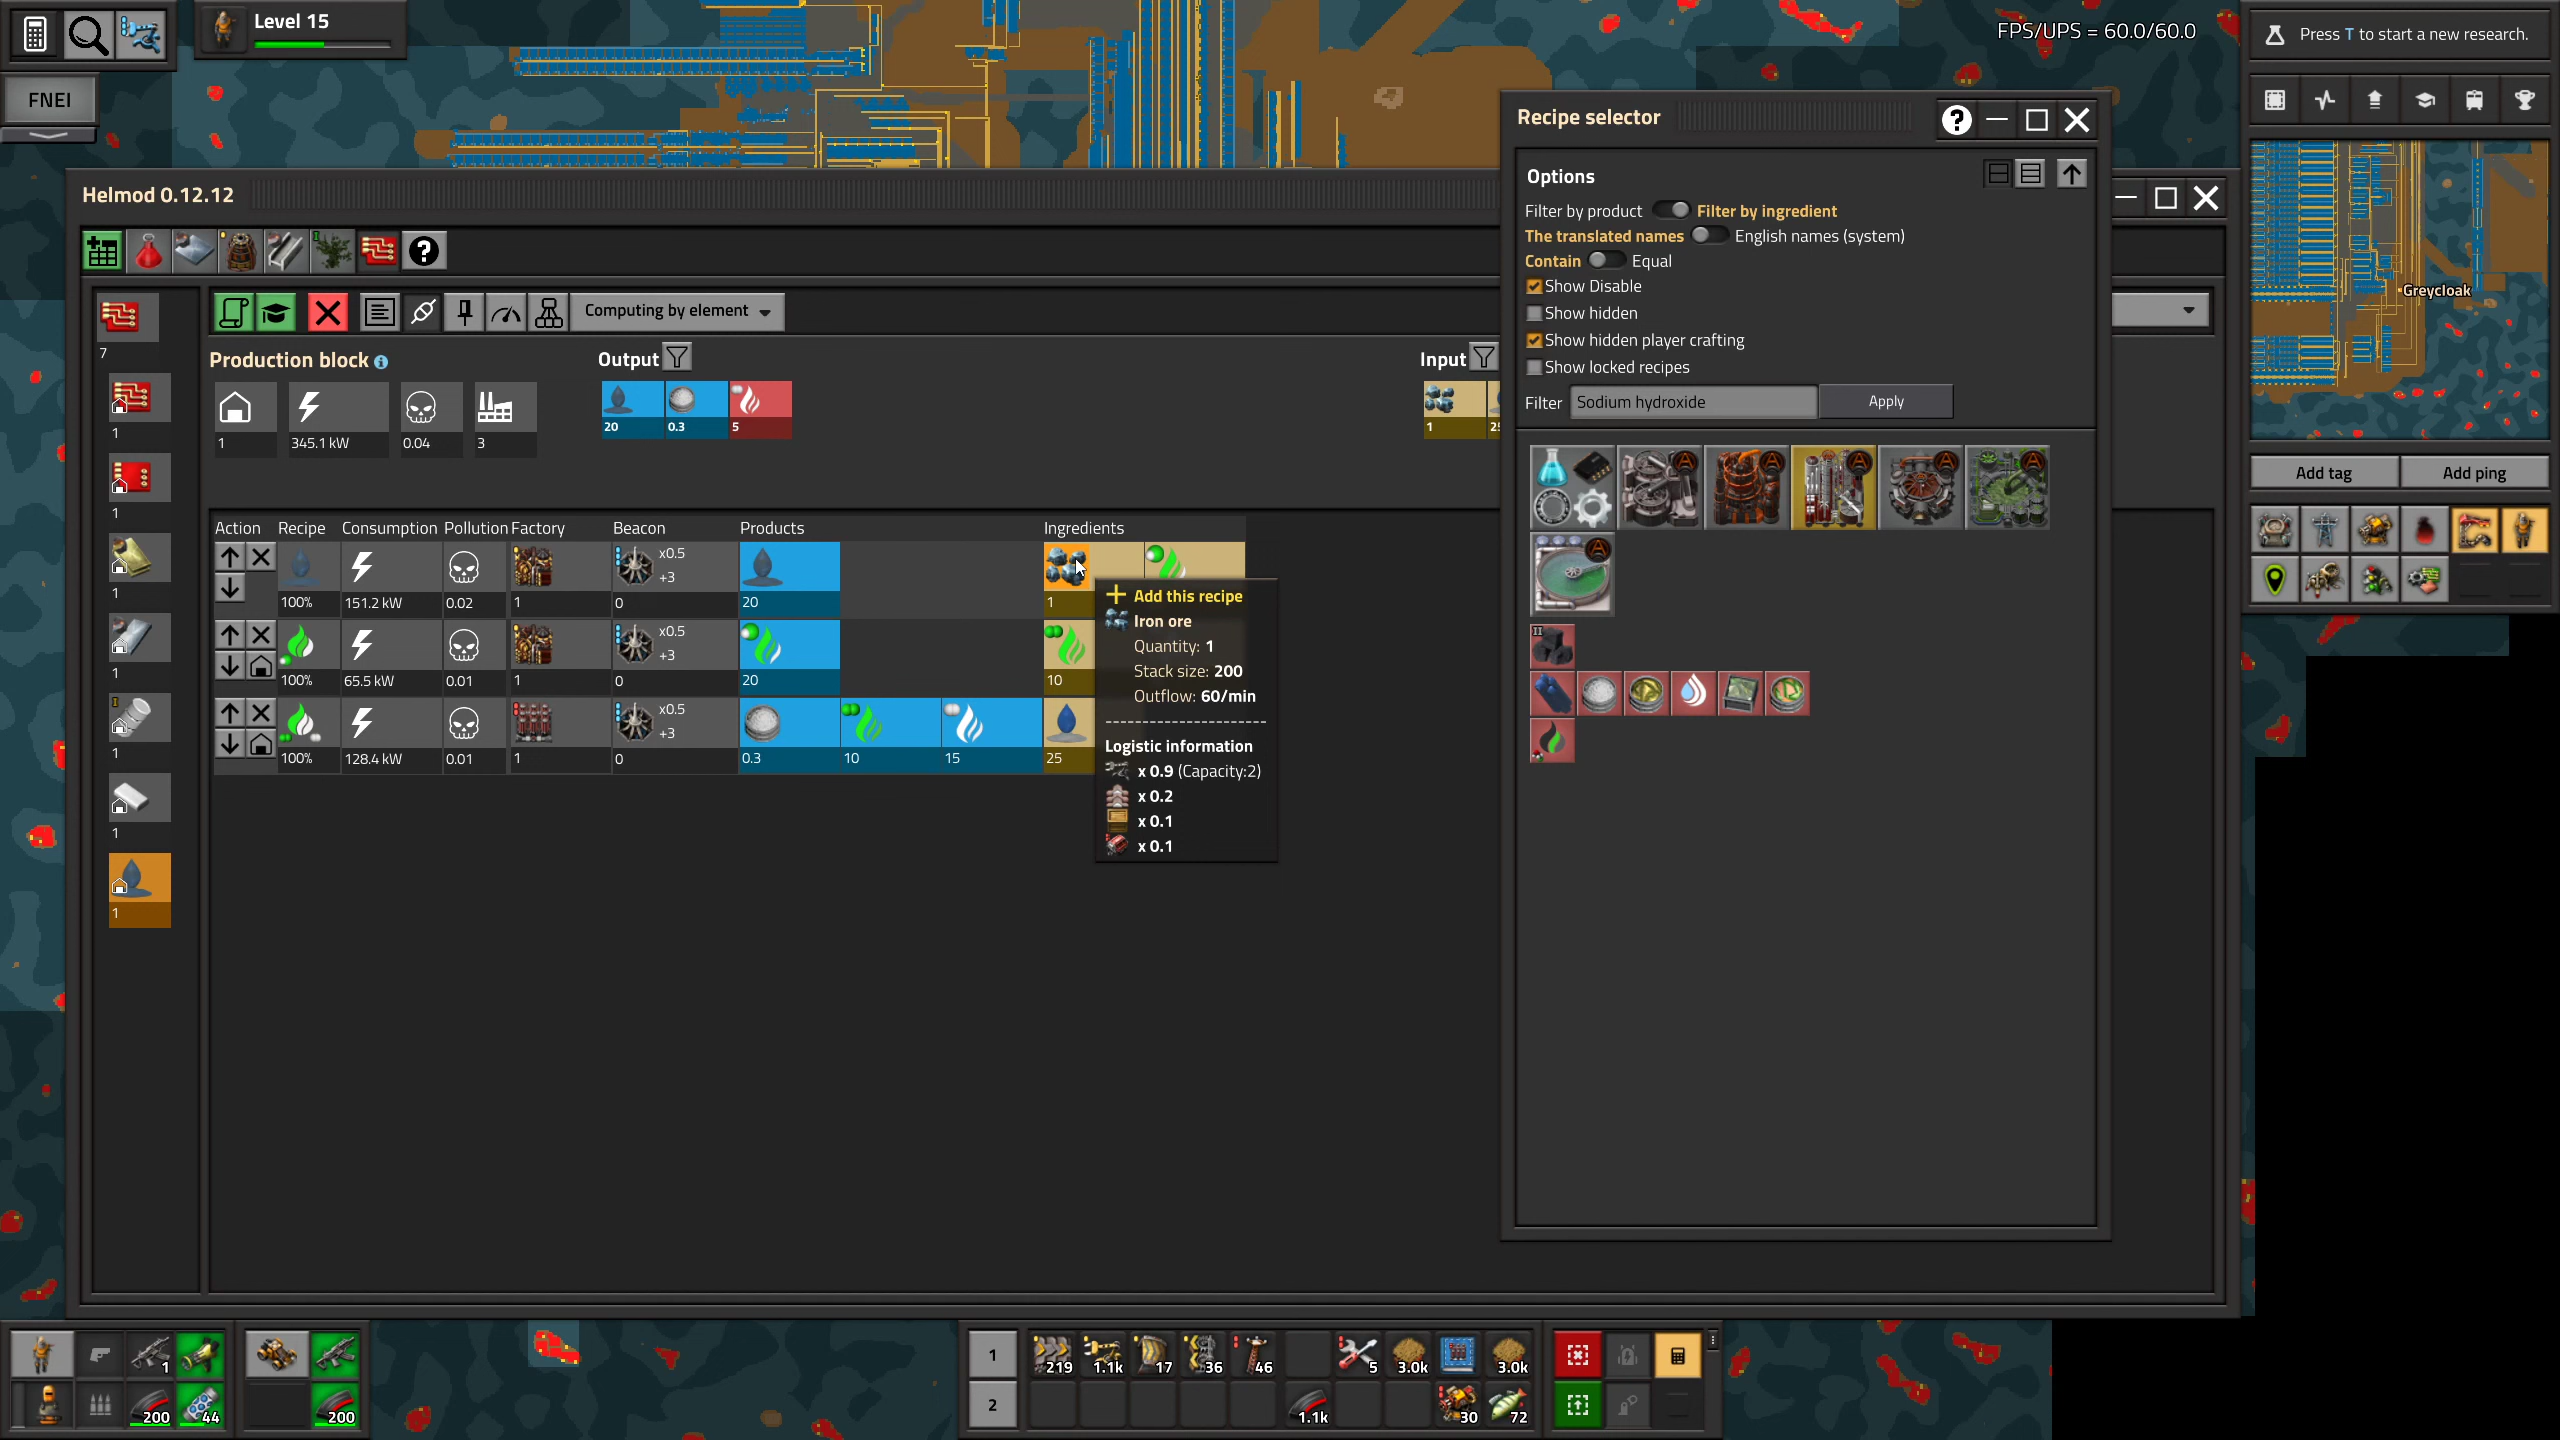 Level 15
FPS/UPS = 60.0/60.0
Press T to start a new research.
FNEI
Helmod 0.12.12
7
1
1
1
1
1
1
1
Computing by element
Production block
1
345.1 kW
0.04
3
Output
20
0.3
5
Input
1
Action Recipe Consumption Pollution Factory Beacon Products Ingredients
x0.5
+3
100% 151.2 kW 0.02 1 0 20 1
x0.5
+3
100% 65.5 kW 0.01 1 0 20 10
x0.5
+3
100% 128.4 kW 0.01 1 0 0.3 10 15 25
Add this recipe
Iron ore
Quantity: 1
Stack size: 200
Outflow: 60/min
Logistic information
x 0.9 (Capacity:2)
x 0.2
x 0.1
x 0.1
Recipe selector
Options
Filter by product Filter by ingredient
The translated names English names (system)
Contain Equal
Show Disable
Show hidden
Show hidden player crafting
Show locked recipes
Filter Sodium hydroxide Apply
Greycloak
Add tag Add ping
1
200 44
200
1 219 1.1k 17 36 46 5 3.0k 3.0k
2 1.1k 30 72